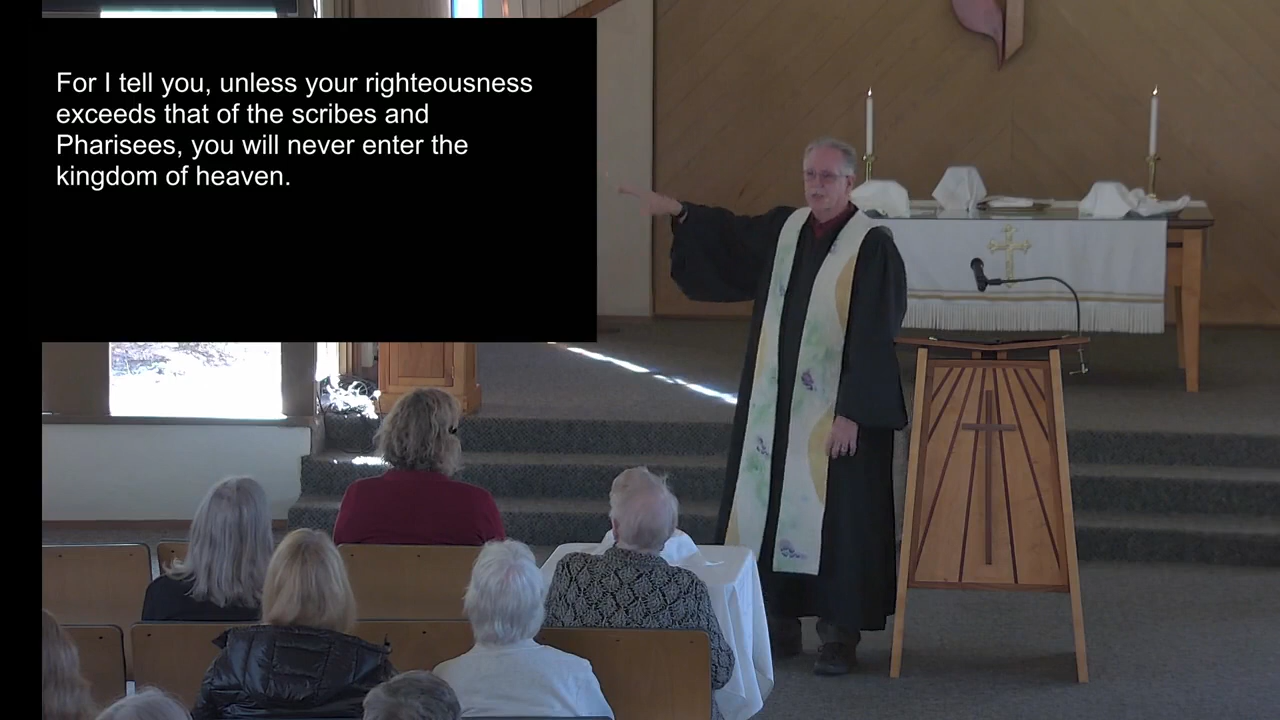 For I tell you, unless your righteousness
exceeds that of the scribes and
Pharisees, you will never enter the
kingdom of heaven.